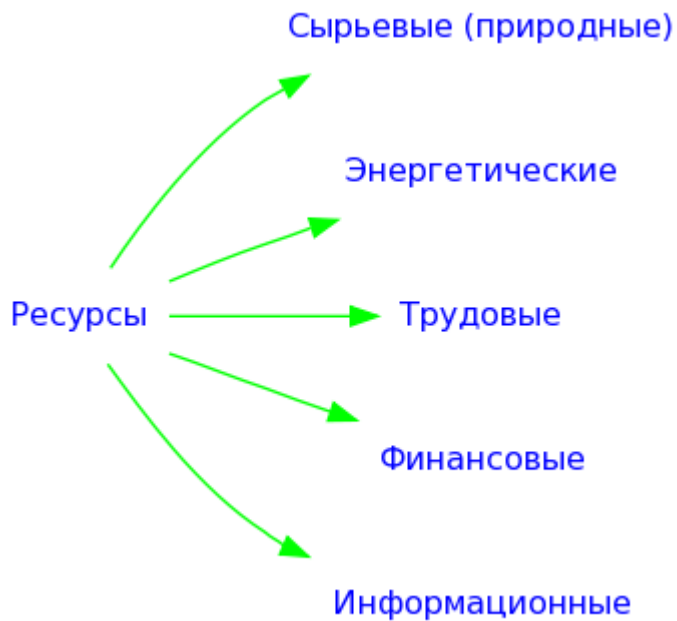 Сырьевые (природные)
Энергетические
Ресурсы
Трудовые
Финансовые
Информационные